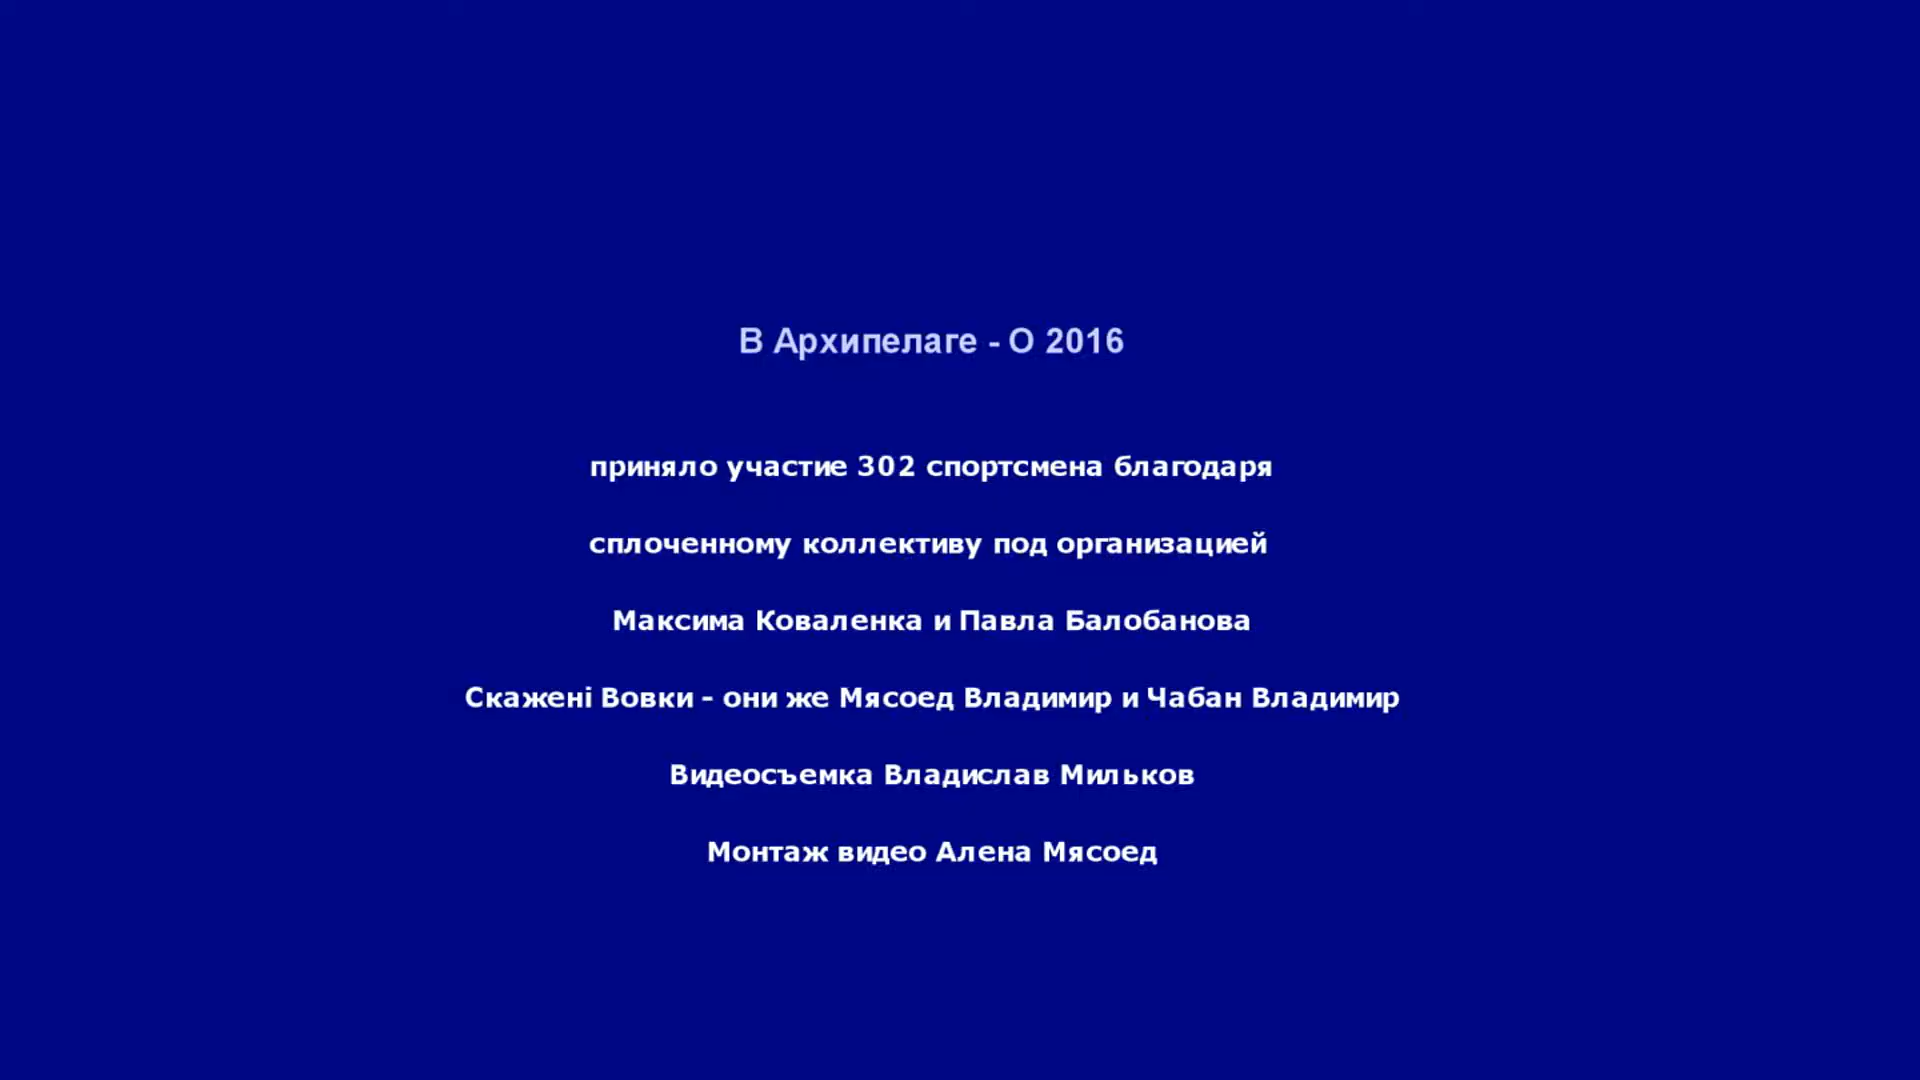 В Архипелаге - О 2016
приняло участие 302 спортсмена благодаря
сплоченному коллективу под организацией
Максима Коваленка и Павла Балобанова
Скажені Вовки - они же Мясоед Владимир и Чабан Владимир
Видеосъемка Владислав Мильков
Монтаж видео Алена Мясоед